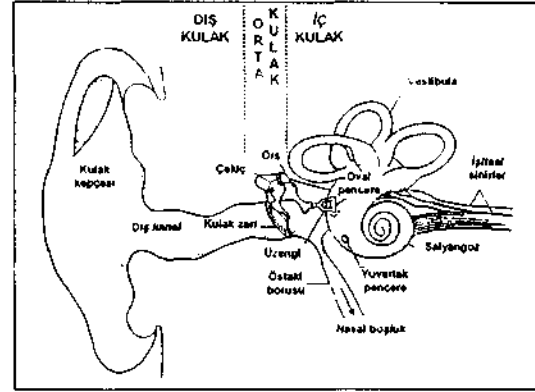 DIŞ
KULAK
ORTA
KULAK
İÇ
KULAK
Vestibula
Kulak
kepçesi
Çekiç
Örs
Oval
pencere
İşitsel
sinirler
Dış kanal
Kulak zarı
Üzengi
Östaki
borusu
Salyangoz
Yuvarlak
pencere
Nasal boşluk